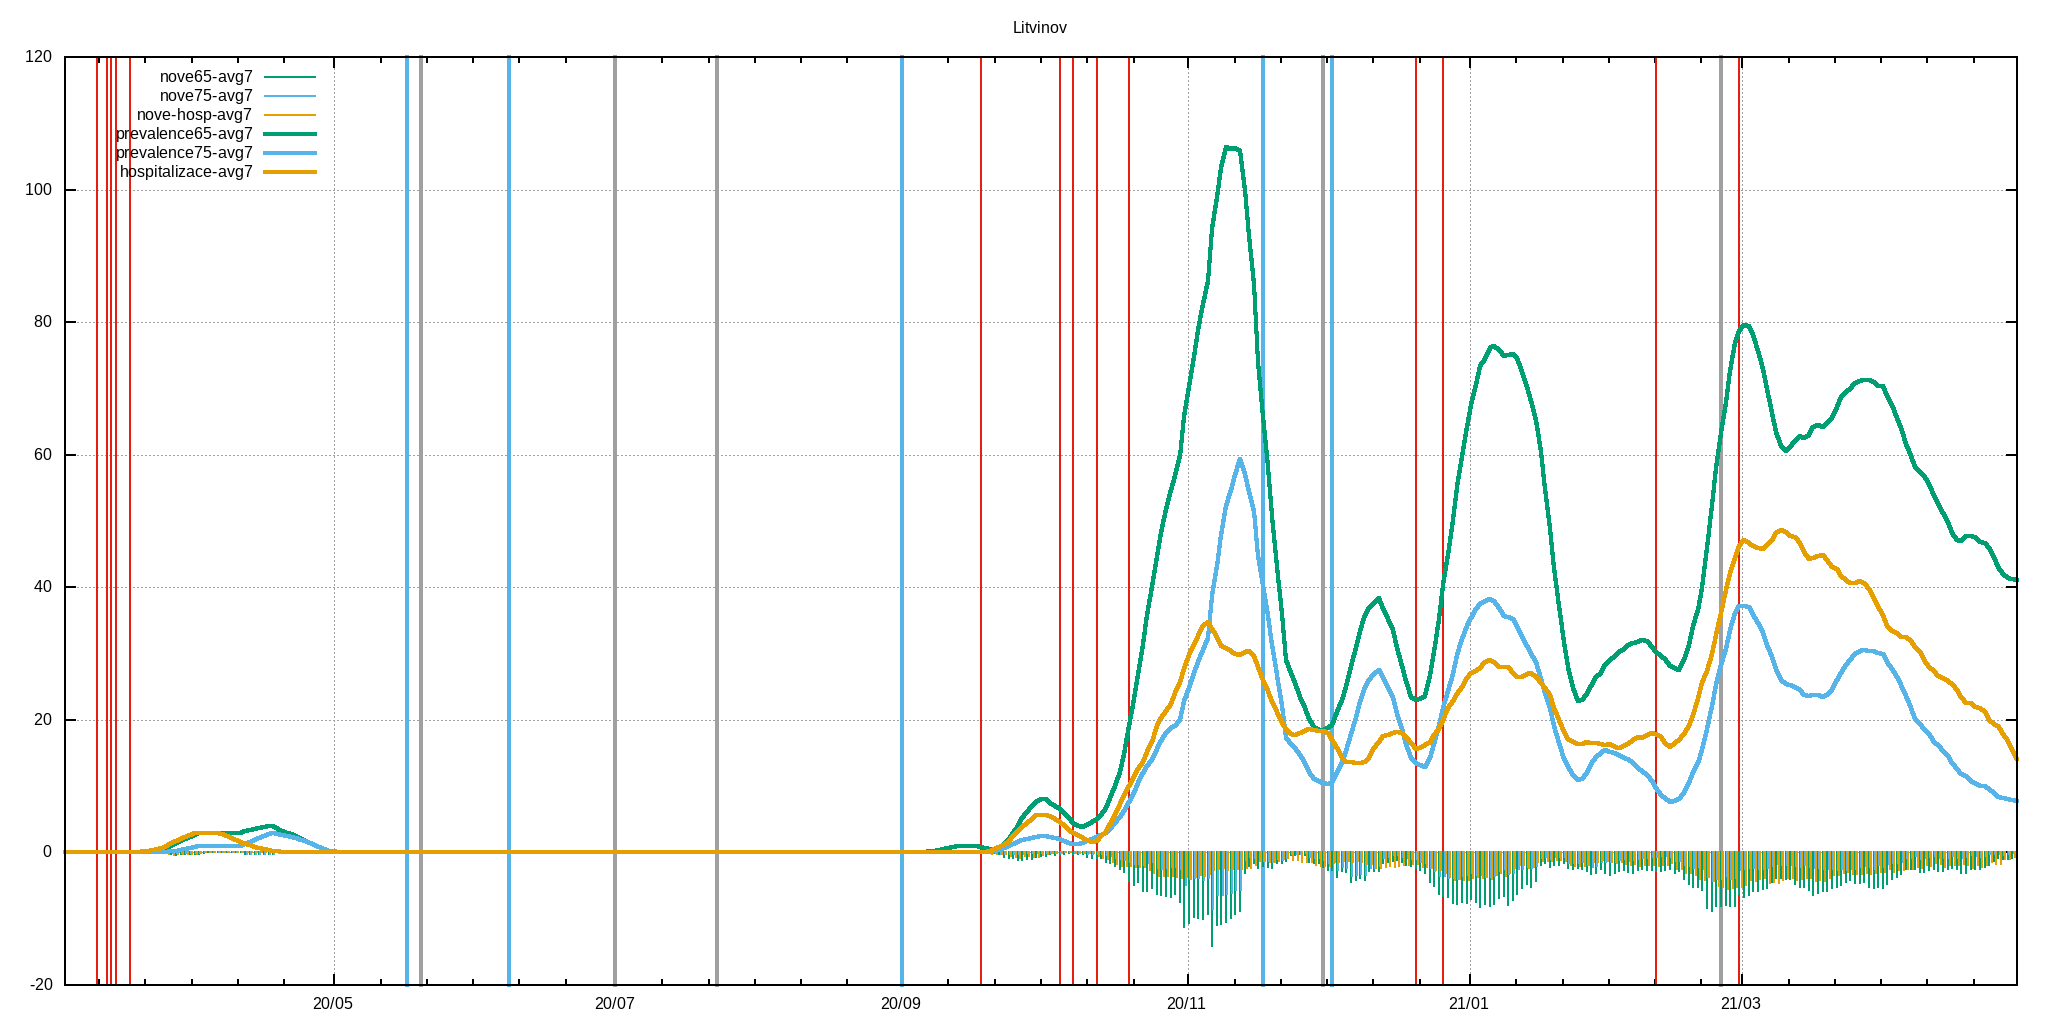 Litvinov
120
100
80
60
40
20
0
-20
nove65-avg7
nove75-avg7
nove-hosp-avg7
prevalence65-avg7
prevalence75-avg7
hospitalizace-avg7
20/05 20/07 20/09 20/11 21/01 21/03